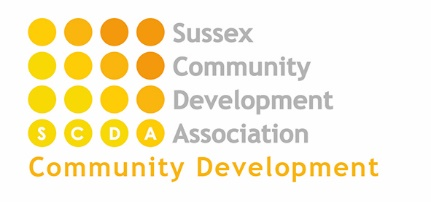 Sussex
Community
Development
S C D A Association
Community Development